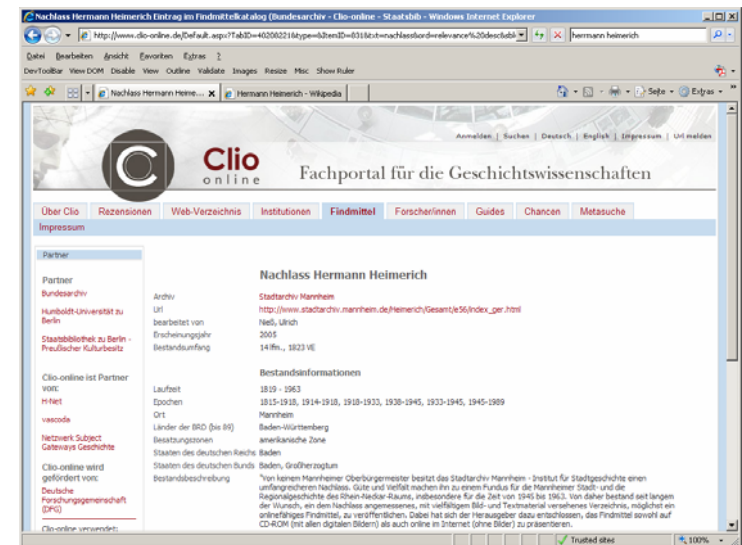 Nachlass Hermann Heimerich Eintrag im Findmittelkatalog (Bundesarchiv - Clio-online - Staatsbib - Windows Internet Explorer
herrmann heimerich
Datei Bearbeiten Ansicht Favoriten Extras ?
DevToolBar View DOM Disable View Outline Validate Images Resize Misc Show Ruler
Nachlass Hermann Heime... Hermann Heimerich - Wikipedia Seite Extras
Anmelden | Suchen | Deutsch | English | Impressum | Url melden
Clio
online
Fachportal für die Geschichtswissenschaften
Über Clio Rezensionen Web-Verzeichnis Institutionen Findmittel Forscher/innen Guides Chancen Metasuche
Impressum
Partner
Nachlass Hermann Heimerich
Partner
Bundesarchiv
Humboldt-Universität zu
Berlin
Staatsbibliothek zu Berlin -
Preußischer Kulturbesitz
Clio-online ist Partner
von:
H-Net
vascoda
Netzwerk Subject
Gateways Geschichte
Clio-online wird
gefördert von:
Deutsche
Forschungsgemeinschaft
(DFG)
Clio-online verwendet:
Archiv Stadtarchiv Mannheim
Url http://www.stadtarchiv.mannheim.de/Heimerich/Gesamt/e56/index_ger.html
bearbeitet von Nieß, Ulrich
Erscheinungsjahr 2005
Bestandsumfang 14 lfm., 1823 VE
Bestandsinformationen
Laufzeit 1819 - 1963
Epochen 1815-1918, 1914-1918, 1918-1933, 1938-1945, 1933-1945, 1945-1989
Ort Mannheim
Länder der BRD (bis 89) Baden-Württemberg
Besatzungszonen amerikanische Zone
Staaten des deutschen Reichs Baden
Staaten des deutschen Bunds Baden, Großherzogtum
Bestandsbeschreibung "Von keinem Mannheimer Oberbürgermeister besitzt das Stadtarchiv Mannheim - Institut für Stadtgeschichte einen
umfangreicheren Nachlass. Güte und Vielfalt machen ihn zu einem Fundus für die Mannheimer Stadt- und die
Regionalgeschichte des Rhein-Neckar-Raums, insbesondere für die Zeit von 1945 bis 1963. Von daher bestand seit langem
der Wunsch, ein dem Nachlass angemessenes, mit vielfältigem Bild- und Textmaterial versehenes Verzeichnis, möglichst ein
onlinefähiges Findmittel, zu veröffentlichen. Dabei hat sich der Herausgeber dazu entschlossen, das Findmittel sowohl auf
CD-ROM (mit allen digitalen Bildern) als auch online im Internet (ohne Bilder) zu präsentieren.
Trusted sites 100%